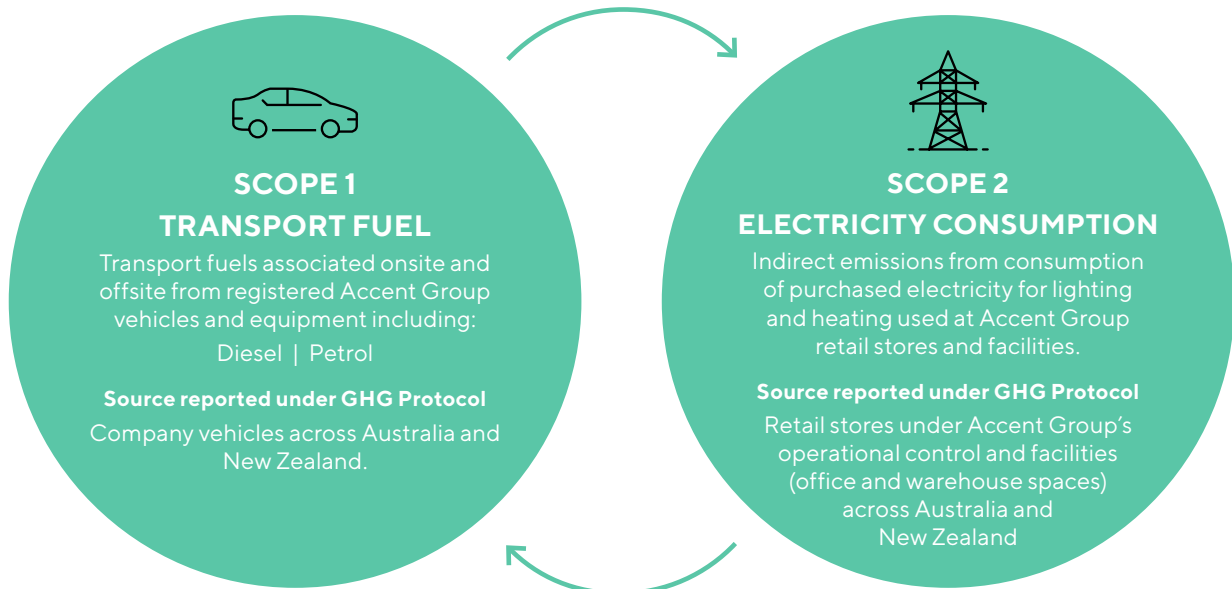 SCOPE 1
TRANSPORT FUEL
Transport fuels associated onsite and
offsite from registered Accent Group
vehicles and equipment including:
Diesel | Petrol
Source reported under GHG Protocol
Company vehicles across Australia and
New Zealand.
SCOPE 2
ELECTRICITY CONSUMPTION
Indirect emissions from consumption
of purchased electricity for lighting
and heating used at Accent Group
retail stores and facilities.
Source reported under GHG Protocol
Retail stores under Accent Group's
operational control and facilities
(office and warehouse spaces)
across Australia and
New Zealand